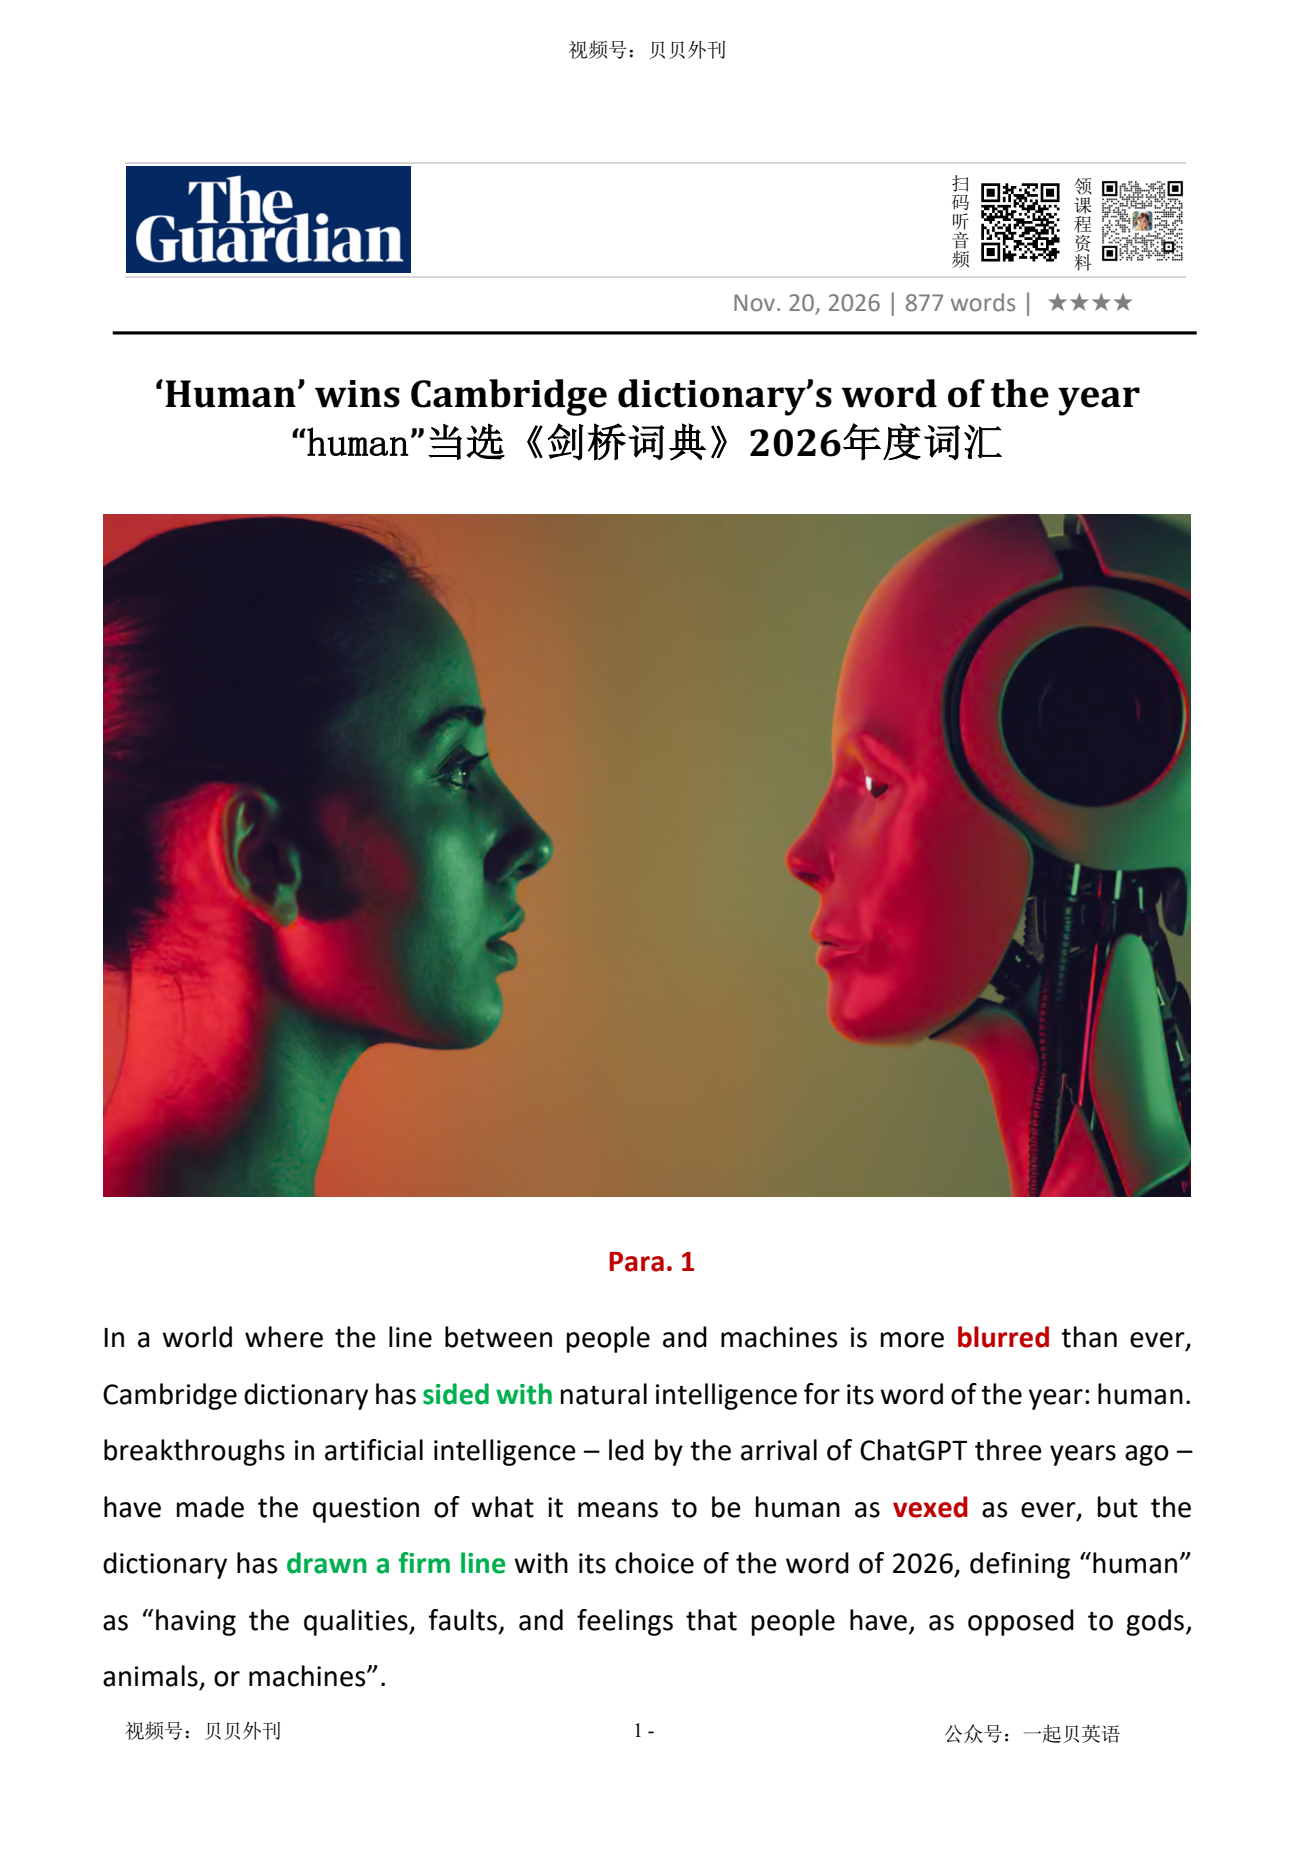 视频号：贝贝外刊
The
Guardian
扫码听音频
领课程资料
Nov. 20, 2026 | 877 words | ★★★★
‘Human’ wins Cambridge dictionary’s word of the year
“human”当选《剑桥词典》2026年度词汇
Para. 1
In a world where the line between people and machines is more blurred than ever,
Cambridge dictionary has sided with natural intelligence for its word of the year: human.
breakthroughs in artificial intelligence – led by the arrival of ChatGPT three years ago –
have made the question of what it means to be human as vexed as ever, but the
dictionary has drawn a firm line with its choice of the word of 2026, defining “human”
as “having the qualities, faults, and feelings that people have, as opposed to gods,
animals, or machines”.
视频号：贝贝外刊
1 -
公众号：一起贝英语